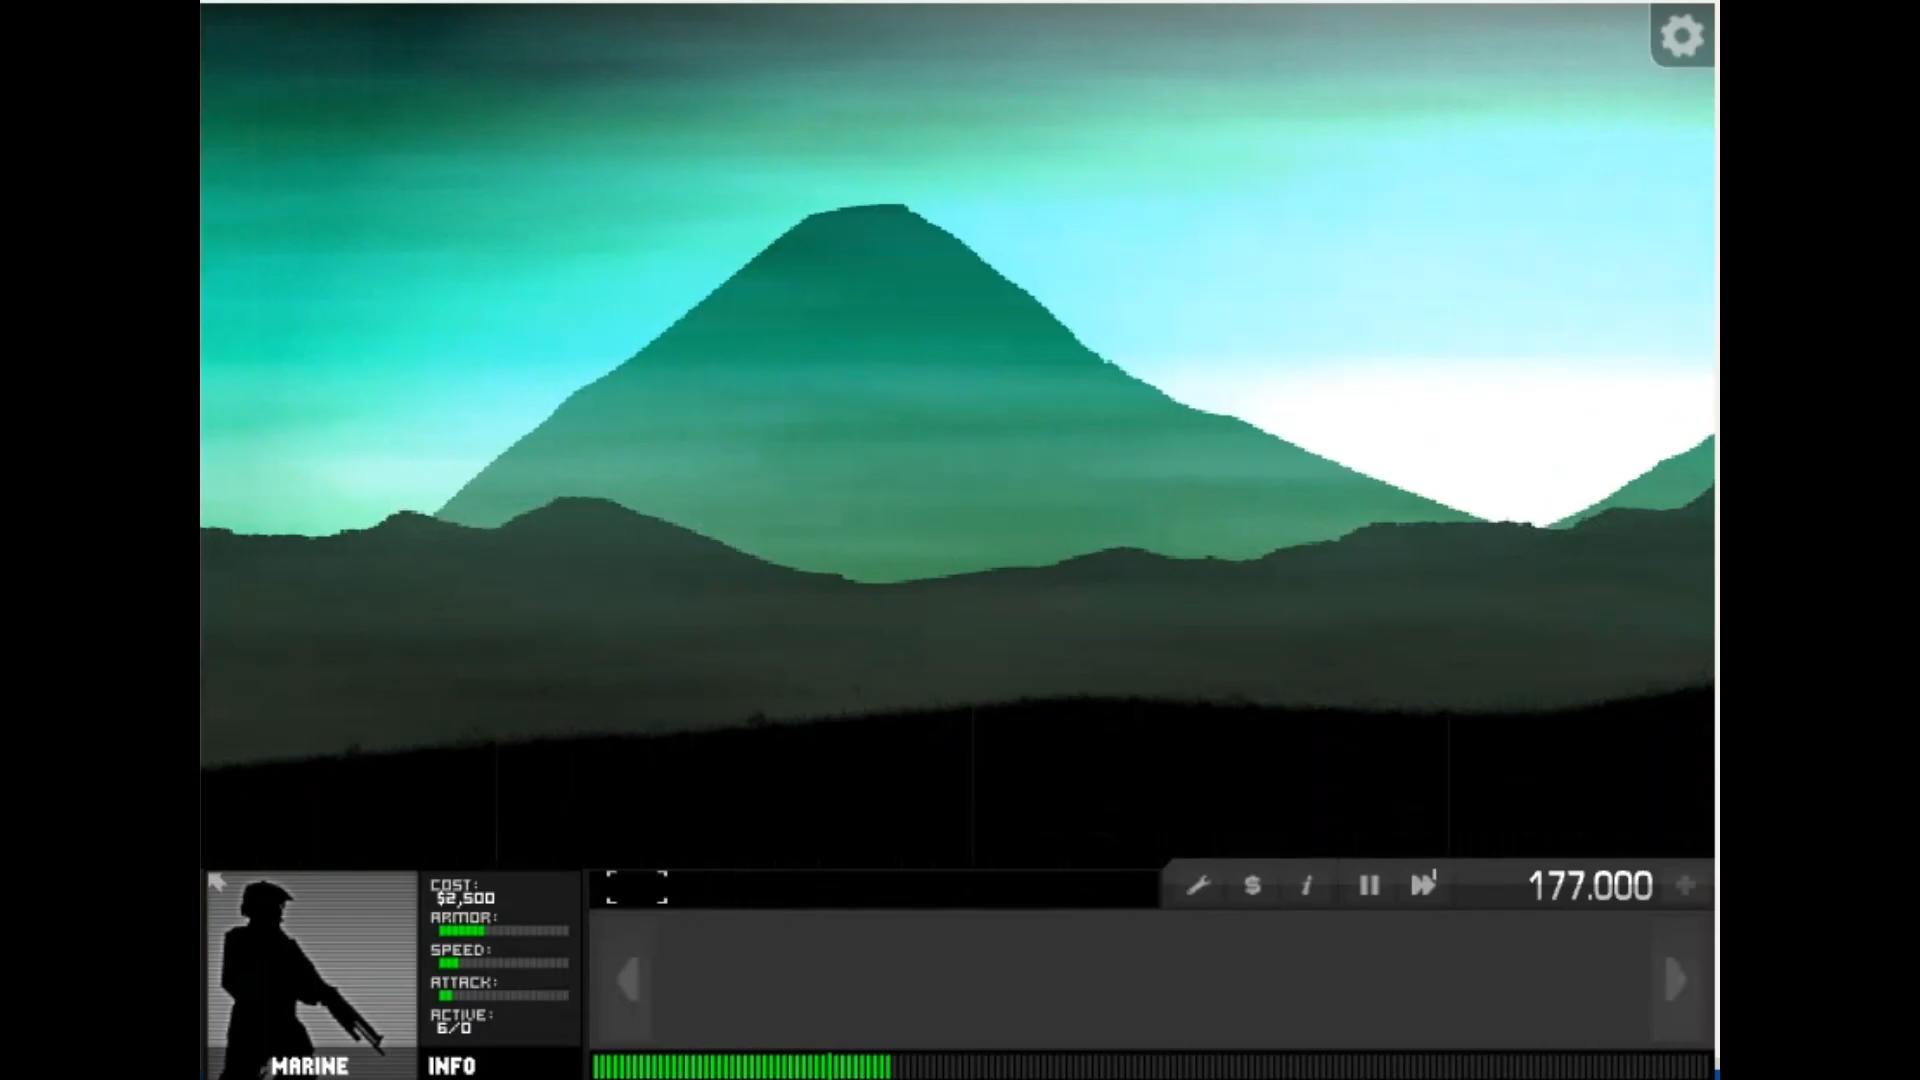 177.000
COST:
$2,500
ARMOR:
SPEED:
ATTACK:
ACTIVE:
6/0
MARINE
INFO